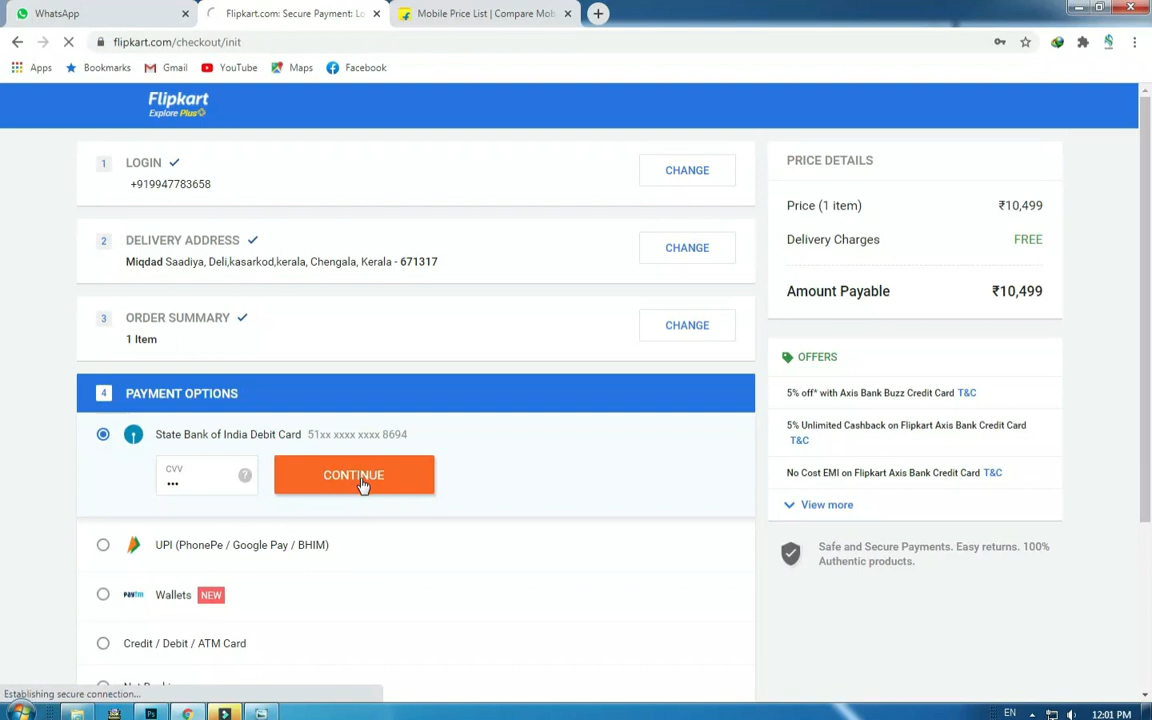 WhatsApp
Flipkart.com: Secure Payment: Lo
Mobile Price List | Compare Mob
flipkart.com/checkout/init
Apps Bookmarks Gmail YouTube Maps Facebook
Flipkart
Explore Plus
1 LOGIN
+919947783658
CHANGE
2 DELIVERY ADDRESS
Miqdad Saadiya, Deli,kasarkod,kerala, Chengala, Kerala - 671317
CHANGE
3 ORDER SUMMARY
1 Item
CHANGE
4 PAYMENT OPTIONS
State Bank of India Debit Card 51xx xxxx xxxx 8694
CVV
•••
?
CONTINUE
UPI (PhonePe / Google Pay / BHIM)
Paytm Wallets NEW
Credit / Debit / ATM Card
PRICE DETAILS
Price (1 item) ₹10,499
Delivery Charges FREE
Amount Payable ₹10,499
OFFERS
5% off* with Axis Bank Buzz Credit Card T&C
5% Unlimited Cashback on Flipkart Axis Bank Credit Card
T&C
No Cost EMI on Flipkart Axis Bank Credit Card T&C
View more
Safe and Secure Payments. Easy returns. 100%
Authentic products.
Establishing secure connection...
Ps
EN
12:01 PM